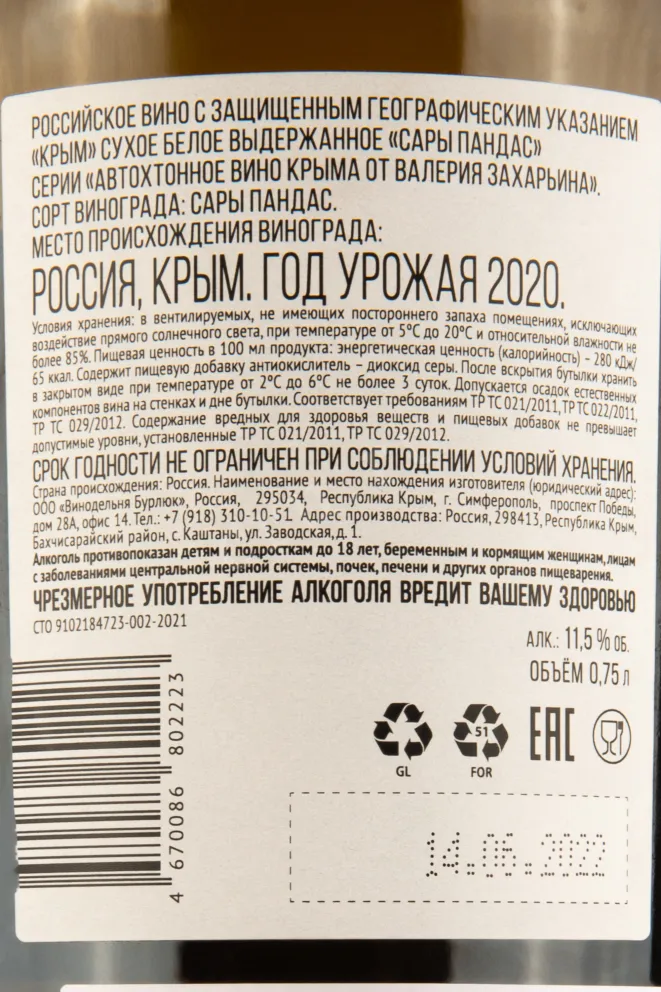 РОССИЙСКОЕ ВИНО С ЗАЩИЩЕННЫМ ГЕОГРАФИЧЕСКИМ УКАЗАНИЕМ
«КРЫМ» СУХОЕ БЕЛОЕ ВЫДЕРЖАННОЕ «САРЫ ПАНДАС»
СЕРИИ «АВТОХТОННОЕ ВИНО КРЫМА ОТ ВАЛЕРИЯ ЗАХАРЬИНА».
СОРТ ВИНОГРАДА: САРЫ ПАНДАС.
МЕСТО ПРОИСХОЖДЕНИЯ ВИНОГРАДА:
РОССИЯ, КРЫМ. ГОД УРОЖАЯ 2020.
Условия хранения: в вентилируемых, не имеющих постороннего запаха помещениях, исключающих
воздействие прямого солнечного света, при температуре от 5°С до 20°С и относительной влажности не
более 85%. Пищевая ценность в 100 мл продукта: энергетическая ценность (калорийность) – 280 кДж/
65 ккал. Содержит пищевую добавку антиокислитель – диоксид серы. После вскрытия бутылки хранить
в закрытом виде при температуре от 2°С до 6°С не более 3 суток. Допускается осадок естественных
компонентов вина на стенках и дне бутылки. Соответствует требованиям ТР ТС 021/2011, ТР ТС 022/2011,
ТР ТС 029/2012. Содержание вредных для здоровья веществ и пищевых добавок не превышает
допустимые уровни, установленные ТР ТС 021/2011, ТР ТС 029/2012.
СРОК ГОДНОСТИ НЕ ОГРАНИЧЕН ПРИ СОБЛЮДЕНИИ УСЛОВИЙ ХРАНЕНИЯ.
Страна происхождения: Россия. Наименование и место нахождения изготовителя (юридический адрес):
ООО «Винодельня Бурлюк», Россия, 295034, Республика Крым, г. Симферополь, проспект Победы,
дом 28А, офис 14. Тел.: +7 (918) 310-10-51. Адрес производства: Россия, 298413, Республика Крым,
Бахчисарайский район, с. Каштаны, ул. Заводская, д. 1.
Алкоголь противопоказан детям и подросткам до 18 лет, беременным и кормящим женщинам, лицам
с заболеваниями центральной нервной системы, почек, печени и других органов пищеварения.
ЧРЕЗМЕРНОЕ УПОТРЕБЛЕНИЕ АЛКОГОЛЯ ВРЕДИТ ВАШЕМУ ЗДОРОВЬЮ
СТО 9102184723-002-2021
АЛК.: 11,5 % ОБ.
ОБЪЁМ 0,75 л
51
EAC
GL
FOR
4 670086 802223
14.06.2022